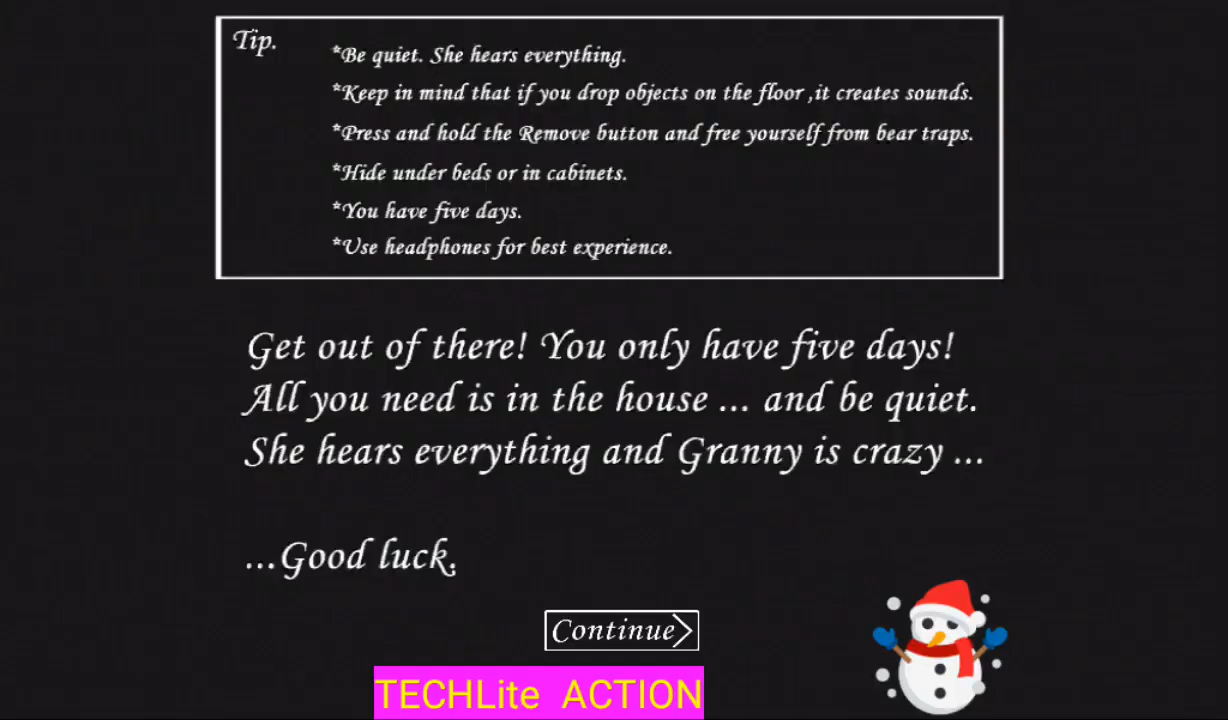 Tip.
*Be quiet. She hears everything.
*Keep in mind that if you drop objects on the floor ,it creates sounds.
*Press and hold the Remove button and free yourself from bear traps.
*Hide under beds or in cabinets.
*You have five days.
*Use headphones for best experience.
Get out of there! You only have five days!
All you need is in the house ... and be quiet.
She hears everything and Granny is crazy ...
...Good luck.
Continue
TECHLite ACTION